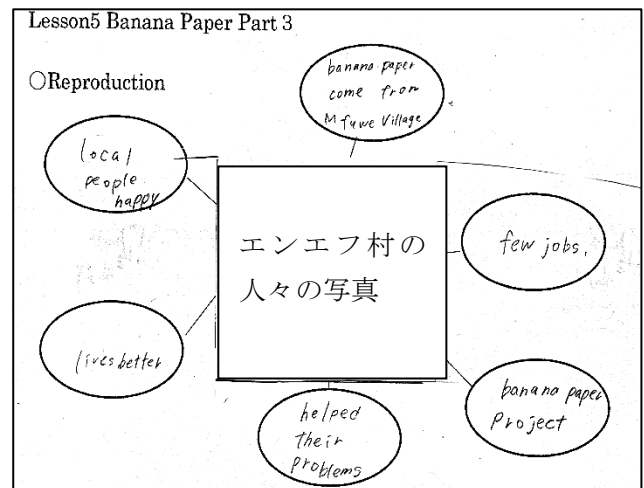 Lesson5 Banana Paper Part 3
○Reproduction
banana paper
come from
Mfuwe Village
local
people
happy
エンエフ村の
人々の写真
few jobs.
lives better
banana paper
Project
helped
their
problems